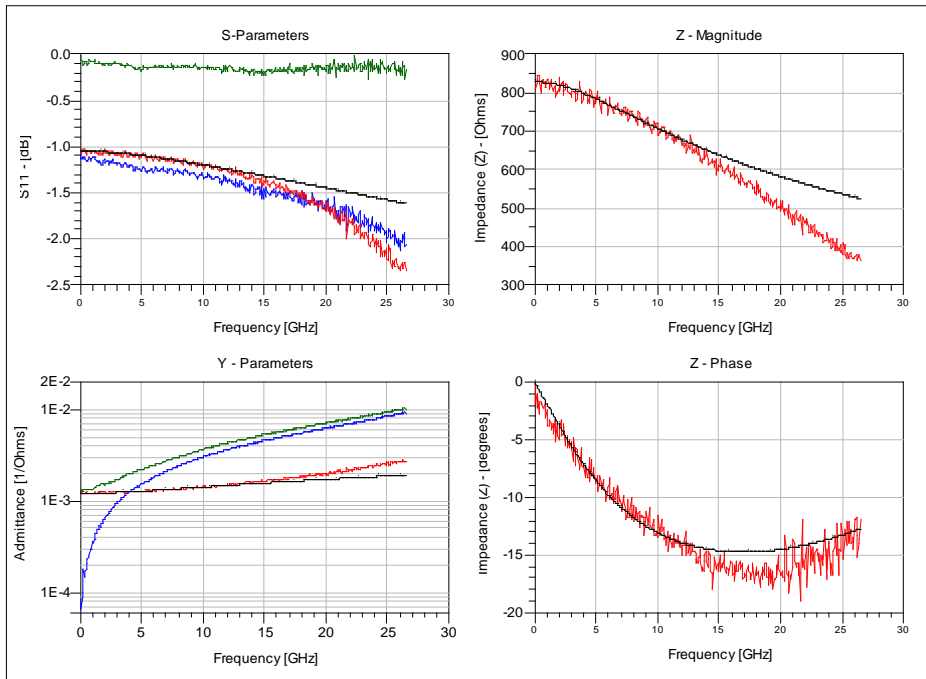 S-Parameters
S11 - [dB]
0.0
-0.5
-1.0
-1.5
-2.0
-2.5
0 5 10 15 20 25 30
Frequency [GHz]
Z - Magnitude
Impedance (Z) - [Ohms]
900
800
700
600
500
400
300
0 5 10 15 20 25 30
Frequency [GHz]
Y - Parameters
Admittance [1/Ohms]
2E-2
1E-2
1E-3
1E-4
0 5 10 15 20 25 30
Frequency [GHz]
Z - Phase
Impedance (Z) - [degrees]
0
-5
-10
-15
-20
0 5 10 15 20 25 30
Frequency [GHz]